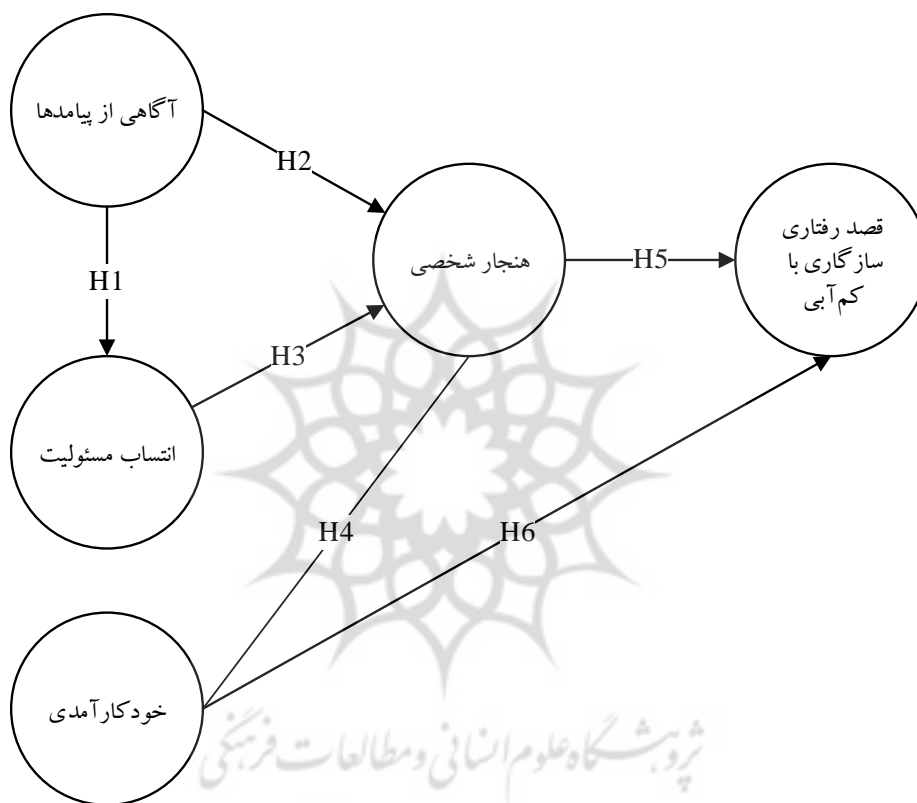 آگاهی از پیامدها
H2
هنجار شخصی
H5
قصد رفتاری
سازگاری با
کم‌آبی
H1
H3
انتساب مسئولیت
H4
H6
خودکارآمدی
پژوهشگاه علوم انسانی و مطالعات فرهنگی